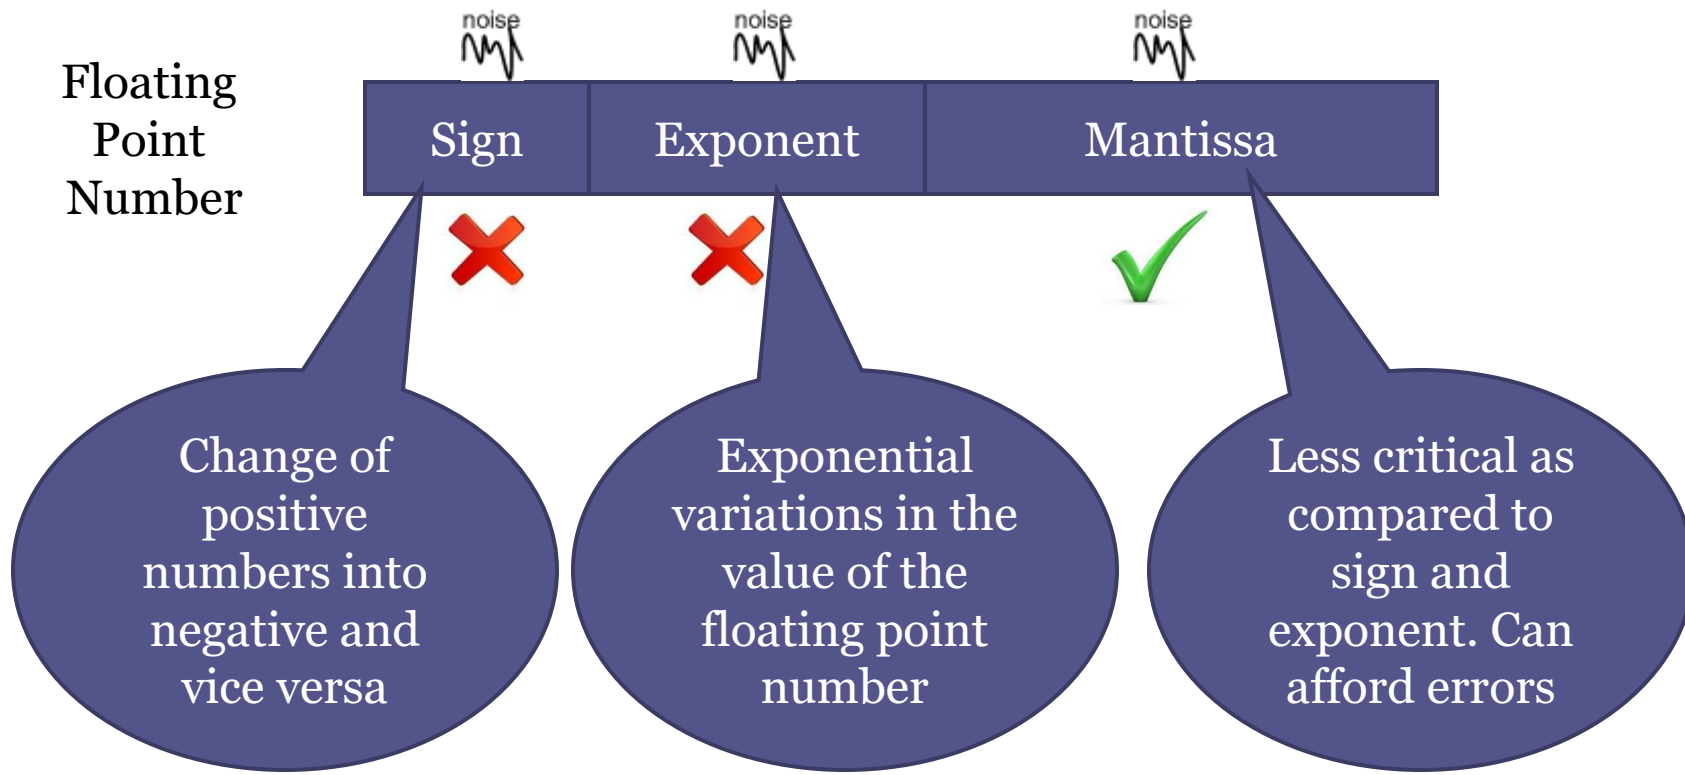 noise
noise
noise
Floating
Point
Number
Sign
Exponent
Mantissa
Change of
positive
numbers into
negative and
vice versa
Exponential
variations in the
value of the
floating point
number
Less critical as
compared to
sign and
exponent. Can
afford errors